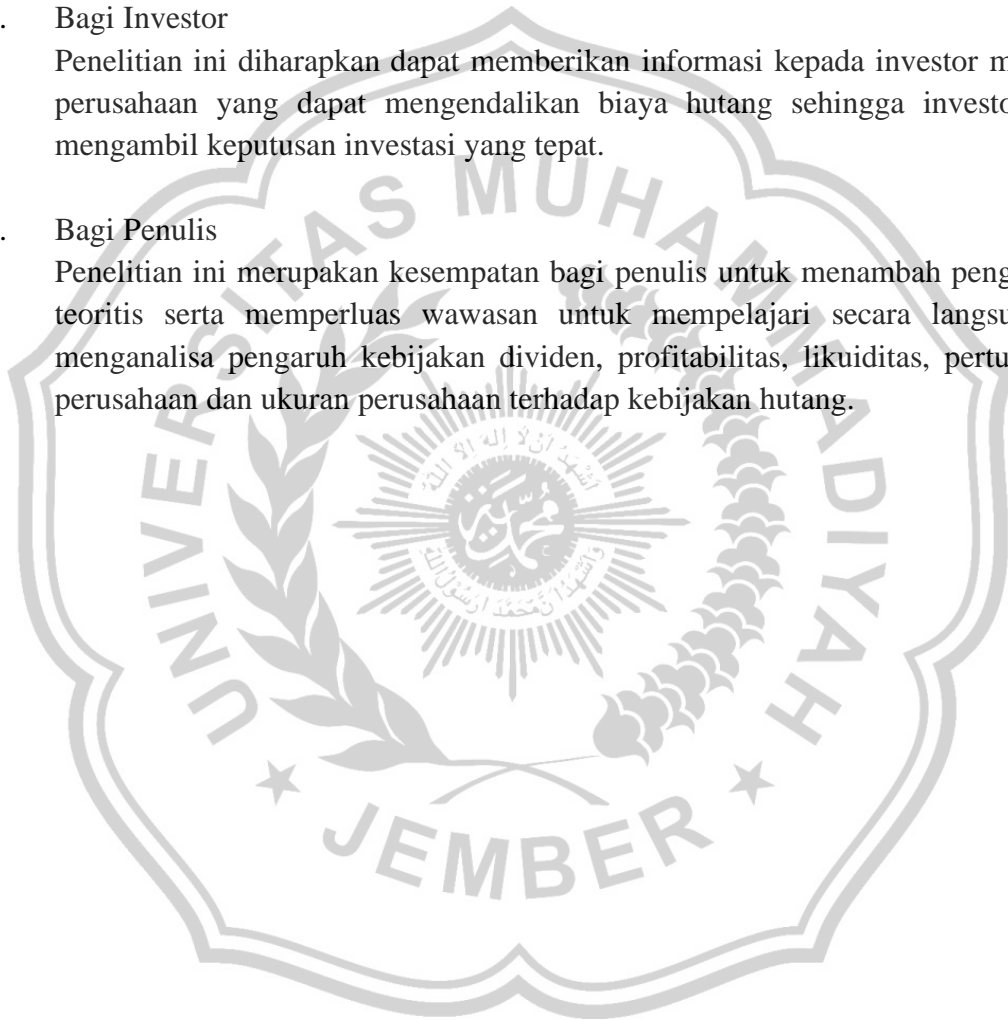 . Bagi Investor
Penelitian ini diharapkan dapat memberikan informasi kepada investor m
perusahaan yang dapat mengendalikan biaya hutang sehingga investo
mengambil keputusan investasi yang tepat.
. Bagi Penulis
Penelitian ini merupakan kesempatan bagi penulis untuk menambah peng
teoritis serta memperluas wawasan untuk mempelajari secara langsu
menganalisa pengaruh kebijakan dividen, profitabilitas, likuiditas, pertu
perusahaan dan ukuran perusahaan terhadap kebijakan hutang.
UNIVERSITAS MUHAMMADIYAH
JEMBER